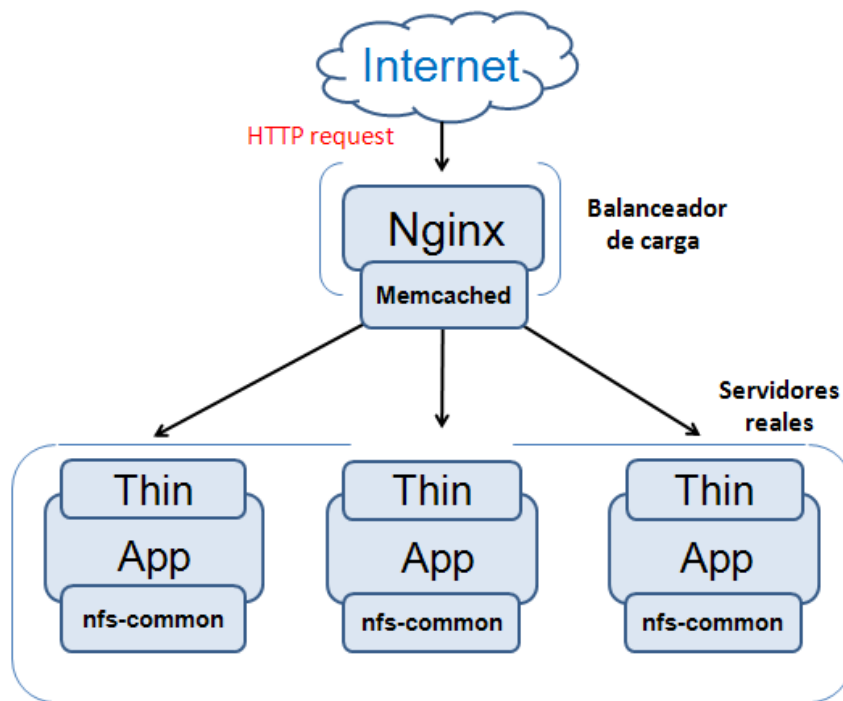 Internet
HTTP request
Nginx
Balanceador
de carga
Memcached
Servidores
reales
Thin
Thin
Thin
App
App
App
nfs-common
nfs-common
nfs-common